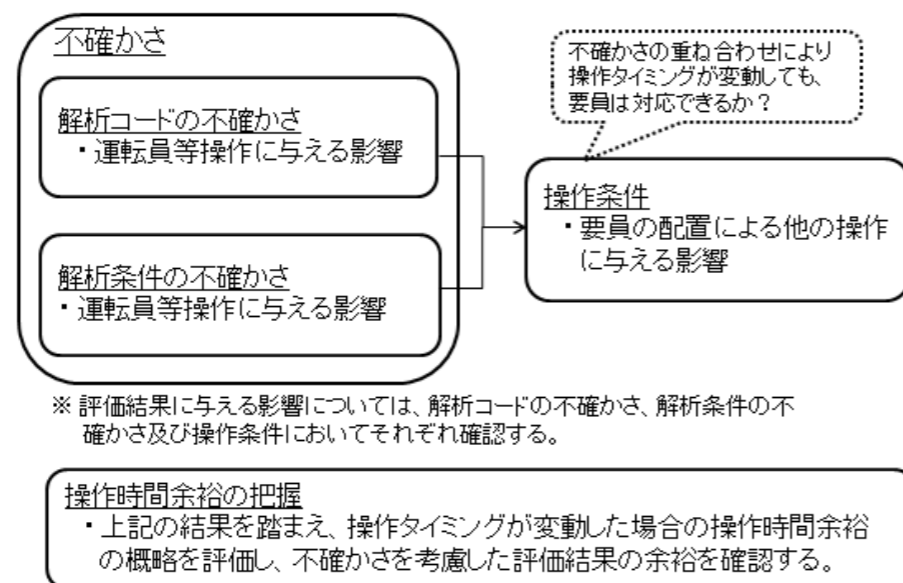 不確かさ
解析コードの不確かさ
・運転員等操作に与える影響
解析条件の不確かさ
・運転員等操作に与える影響
不確かさの重ね合わせにより
操作タイミングが変動しても、
要員は対応できるか？
操作条件
・要員の配置による他の操作
に与える影響
※ 評価結果に与える影響については、解析コードの不確かさ、解析条件の不
確かさ及び操作条件においてそれぞれ確認する。
操作時間余裕の把握
・上記の結果を踏まえ、操作タイミングが変動した場合の操作時間余裕
の概略を評価し、不確かさを考慮した評価結果の余裕を確認する。